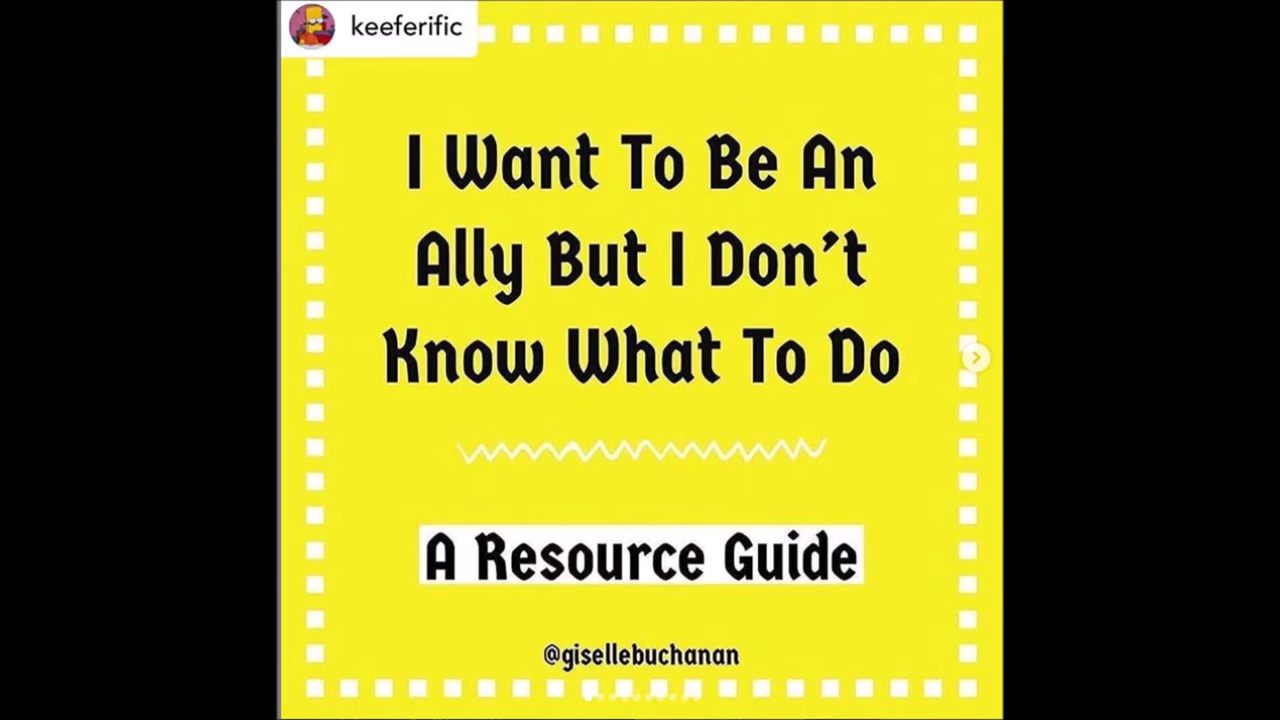 keeferific
I Want To Be An
Ally But I Don't
Know What To Do
A Resource Guide
@gisellebuchanan